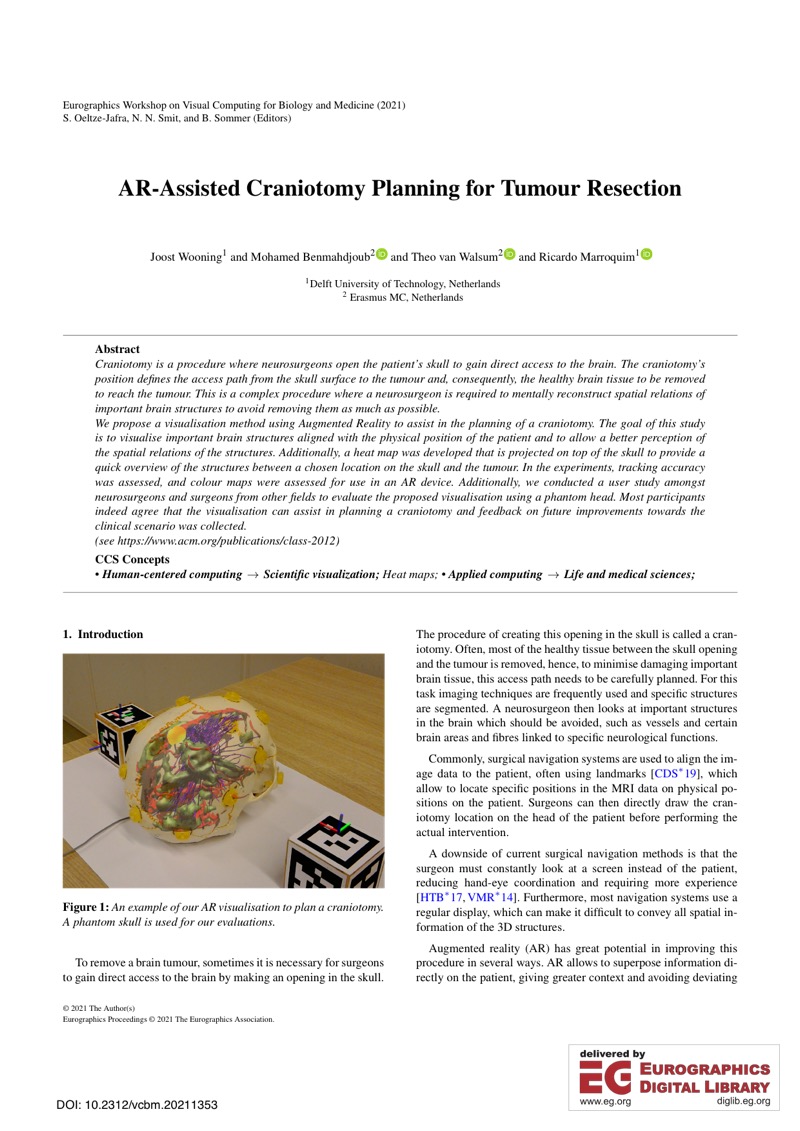 Eurographics Workshop on Visual Computing for Biology and Medicine (2021)
S. Oeltze-Jafra, N. N. Smit, and B. Sommer (Editors)
AR-Assisted Craniotomy Planning for Tumour Resection
Joost Wooning1 and Mohamed Benmahdjoub2 iD and Theo van Walsum2 iD and Ricardo Marroquim1 iD
1Delft University of Technology, Netherlands
2 Erasmus MC, Netherlands
Abstract
Craniotomy is a procedure where neurosurgeons open the patient's skull to gain direct access to the brain. The craniotomy's
position defines the access path from the skull surface to the tumour and, consequently, the healthy brain tissue to be removed
to reach the tumour. This is a complex procedure where a neurosurgeon is required to mentally reconstruct spatial relations of
important brain structures to avoid removing them as much as possible.
We propose a visualisation method using Augmented Reality to assist in the planning of a craniotomy. The goal of this study
is to visualise important brain structures aligned with the physical position of the patient and to allow a better perception of
the spatial relations of the structures. Additionally, a heat map was developed that is projected on top of the skull to provide a
quick overview of the structures between a chosen location on the skull and the tumour. In the experiments, tracking accuracy
was assessed, and colour maps were assessed for use in an AR device. Additionally, we conducted a user study amongst
neurosurgeons and surgeons from other fields to evaluate the proposed visualisation using a phantom head. Most participants
indeed agree that the visualisation can assist in planning a craniotomy and feedback on future improvements towards the
clinical scenario was collected.
(see https://www.acm.org/publications/class-2012)
CCS Concepts
• Human-centered computing → Scientific visualization; Heat maps; • Applied computing → Life and medical sciences;
1. Introduction
Figure 1: An example of our AR visualisation to plan a craniotomy.
A phantom skull is used for our evaluations.
To remove a brain tumour, sometimes it is necessary for surgeons
to gain direct access to the brain by making an opening in the skull.
The procedure of creating this opening in the skull is called a cran-
iotomy. Often, most of the healthy tissue between the skull opening
and the tumour is removed, hence, to minimise damaging important
brain tissue, this access path needs to be carefully planned. For this
task imaging techniques are frequently used and specific structures
are segmented. A neurosurgeon then looks at important structures
in the brain which should be avoided, such as vessels and certain
brain areas and fibres linked to specific neurological functions.
Commonly, surgical navigation systems are used to align the im-
age data to the patient, often using landmarks [CDS*19], which
allow to locate specific positions in the MRI data on physical po-
sitions on the patient. Surgeons can then directly draw the cran-
iotomy location on the head of the patient before performing the
actual intervention.
A downside of current surgical navigation methods is that the
surgeon must constantly look at a screen instead of the patient,
reducing hand-eye coordination and requiring more experience
[HTB*17, VMR*14]. Furthermore, most navigation systems use a
regular display, which can make it difficult to convey all spatial in-
formation of the 3D structures.
Augmented reality (AR) has great potential in improving this
procedure in several ways. AR allows to superpose information di-
rectly on the patient, giving greater context and avoiding deviating
© 2021 The Author(s)
Eurographics Proceedings © 2021 The Eurographics Association.
DOI: 10.2312/vcbm.20211353
delivered by
EG EUROGRAPHICS
DIGITAL LIBRARY
www.eg.org diglib.eg.org